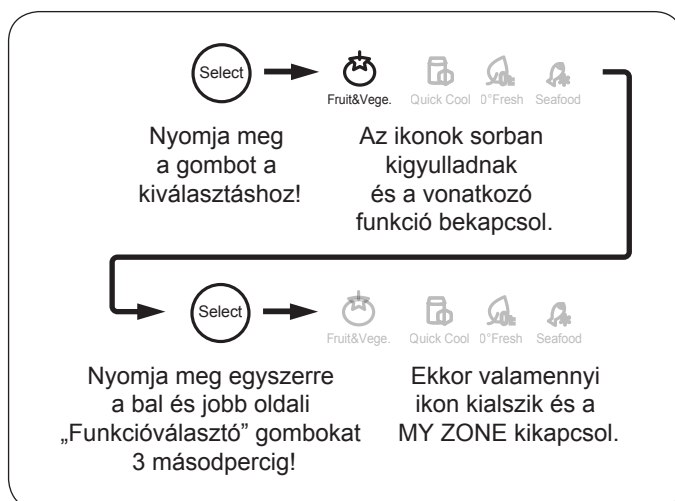 Select
Fruit&Vege. Quick Cool 0°Fresh Seafood
Nyomja meg
a gombot a
kiválasztáshoz!
Az ikonok sorban
kigyulladnak
és a vonatkozó
funkció bekapcsol.
Select
Fruit&Vege. Quick Cool 0°Fresh Seafood
Nyomja meg egyszerre
a bal és jobb oldali
„Funkcióválasztó” gombokat
3 másodpercig!
Ekkor valamennyi
ikon kialszik és a
MY ZONE kikapcsol.